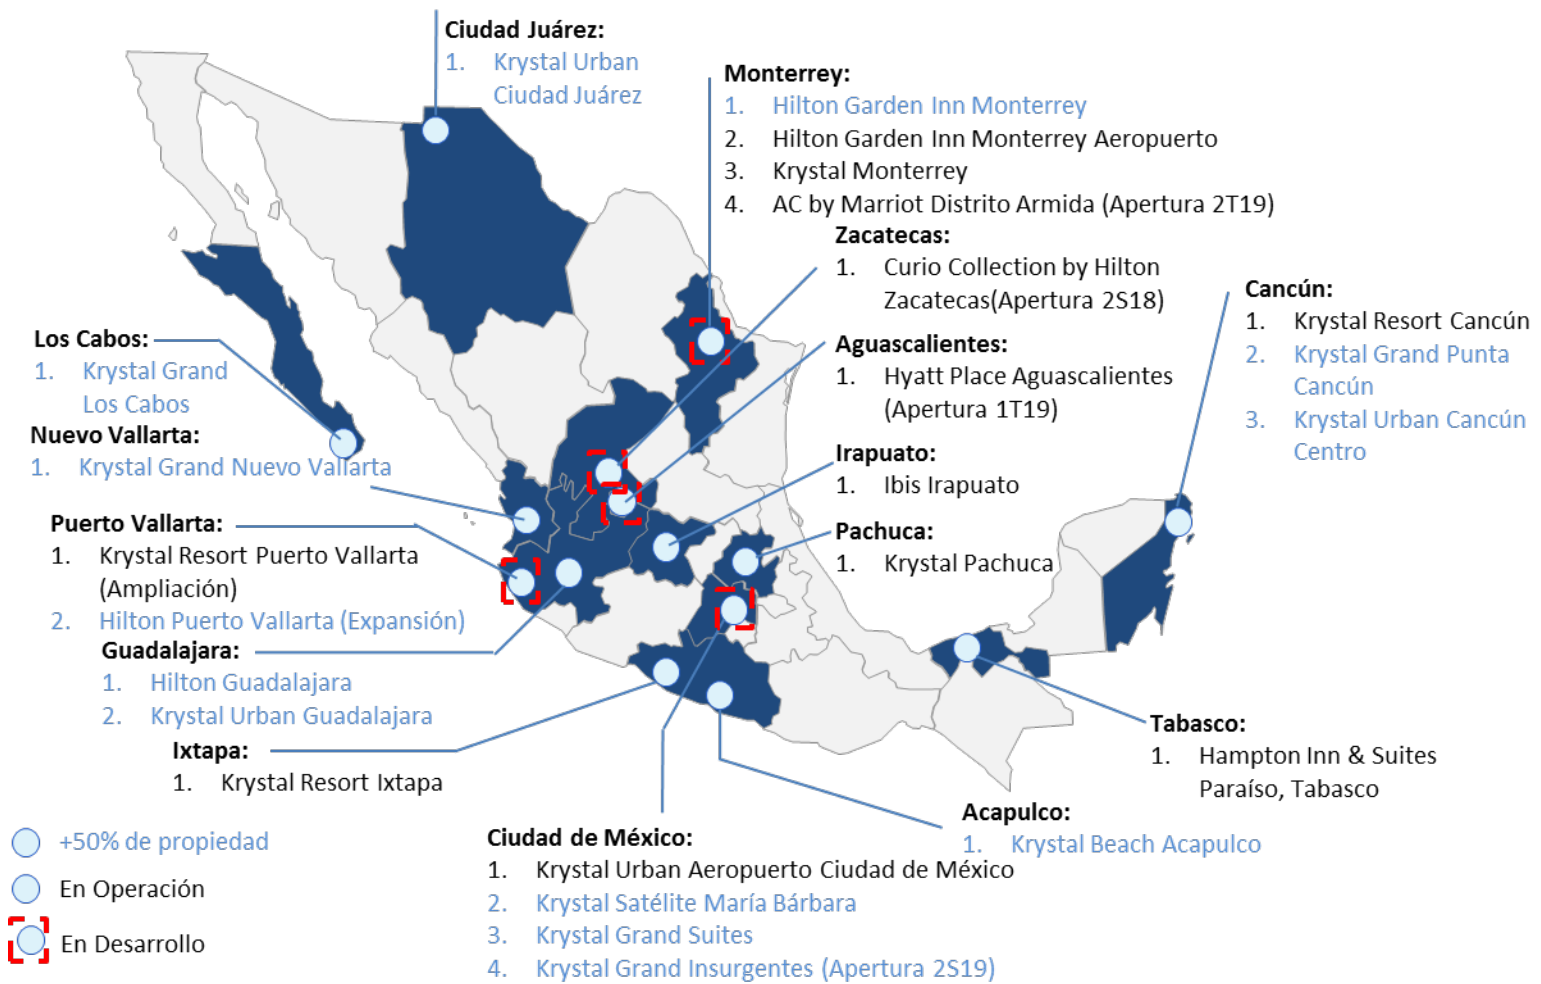 Ciudad Juárez:
1. Krystal Urban
Ciudad Juárez
Monterrey:
1. Hilton Garden Inn Monterrey
2. Hilton Garden Inn Monterrey Aeropuerto
3. Krystal Monterrey
4. AC by Marriot Distrito Armida (Apertura 2T19)
Zacatecas:
1. Curio Collection by Hilton
Zacatecas(Apertura 2S18)
Cancún:
1. Krystal Resort Cancún
2. Krystal Grand Punta
Cancún
3. Krystal Urban Cancún
Centro
Aguascalientes:
1. Hyatt Place Aguascalientes
(Apertura 1T19)
Irapuato:
1. Ibis Irapuato
Pachuca:
1. Krystal Pachuca
Los Cabos:
1. Krystal Grand
Los Cabos
Nuevo Vallarta:
1. Krystal Grand Nuevo Vallarta
Puerto Vallarta:
1. Krystal Resort Puerto Vallarta
(Ampliación)
2. Hilton Puerto Vallarta (Expansión)
Guadalajara:
1. Hilton Guadalajara
2. Krystal Urban Guadalajara
Ixtapa:
1. Krystal Resort Ixtapa
Tabasco:
1. Hampton Inn & Suites
Paraíso, Tabasco
Acapulco:
1. Krystal Beach Acapulco
Ciudad de México:
1. Krystal Urban Aeropuerto Ciudad de México
2. Krystal Satélite María Bárbara
3. Krystal Grand Suites
4. Krystal Grand Insurgentes (Apertura 2S19)
+50% de propiedad
En Operación
En Desarrollo